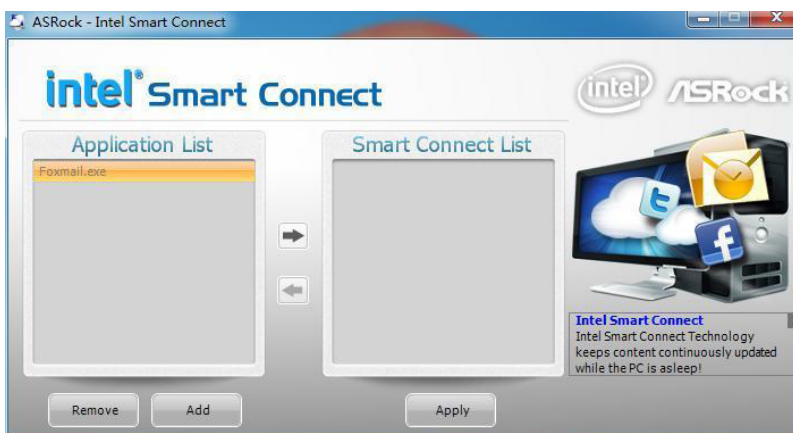 ASRock - Intel Smart Connect
intel® Smart Connect
intel ASRock
Application List
Foxmail.exe
Smart Connect List
Intel Smart Connect
Intel Smart Connect Technology
keeps content continuously updated
while the PC is asleep!
Remove
Add
Apply